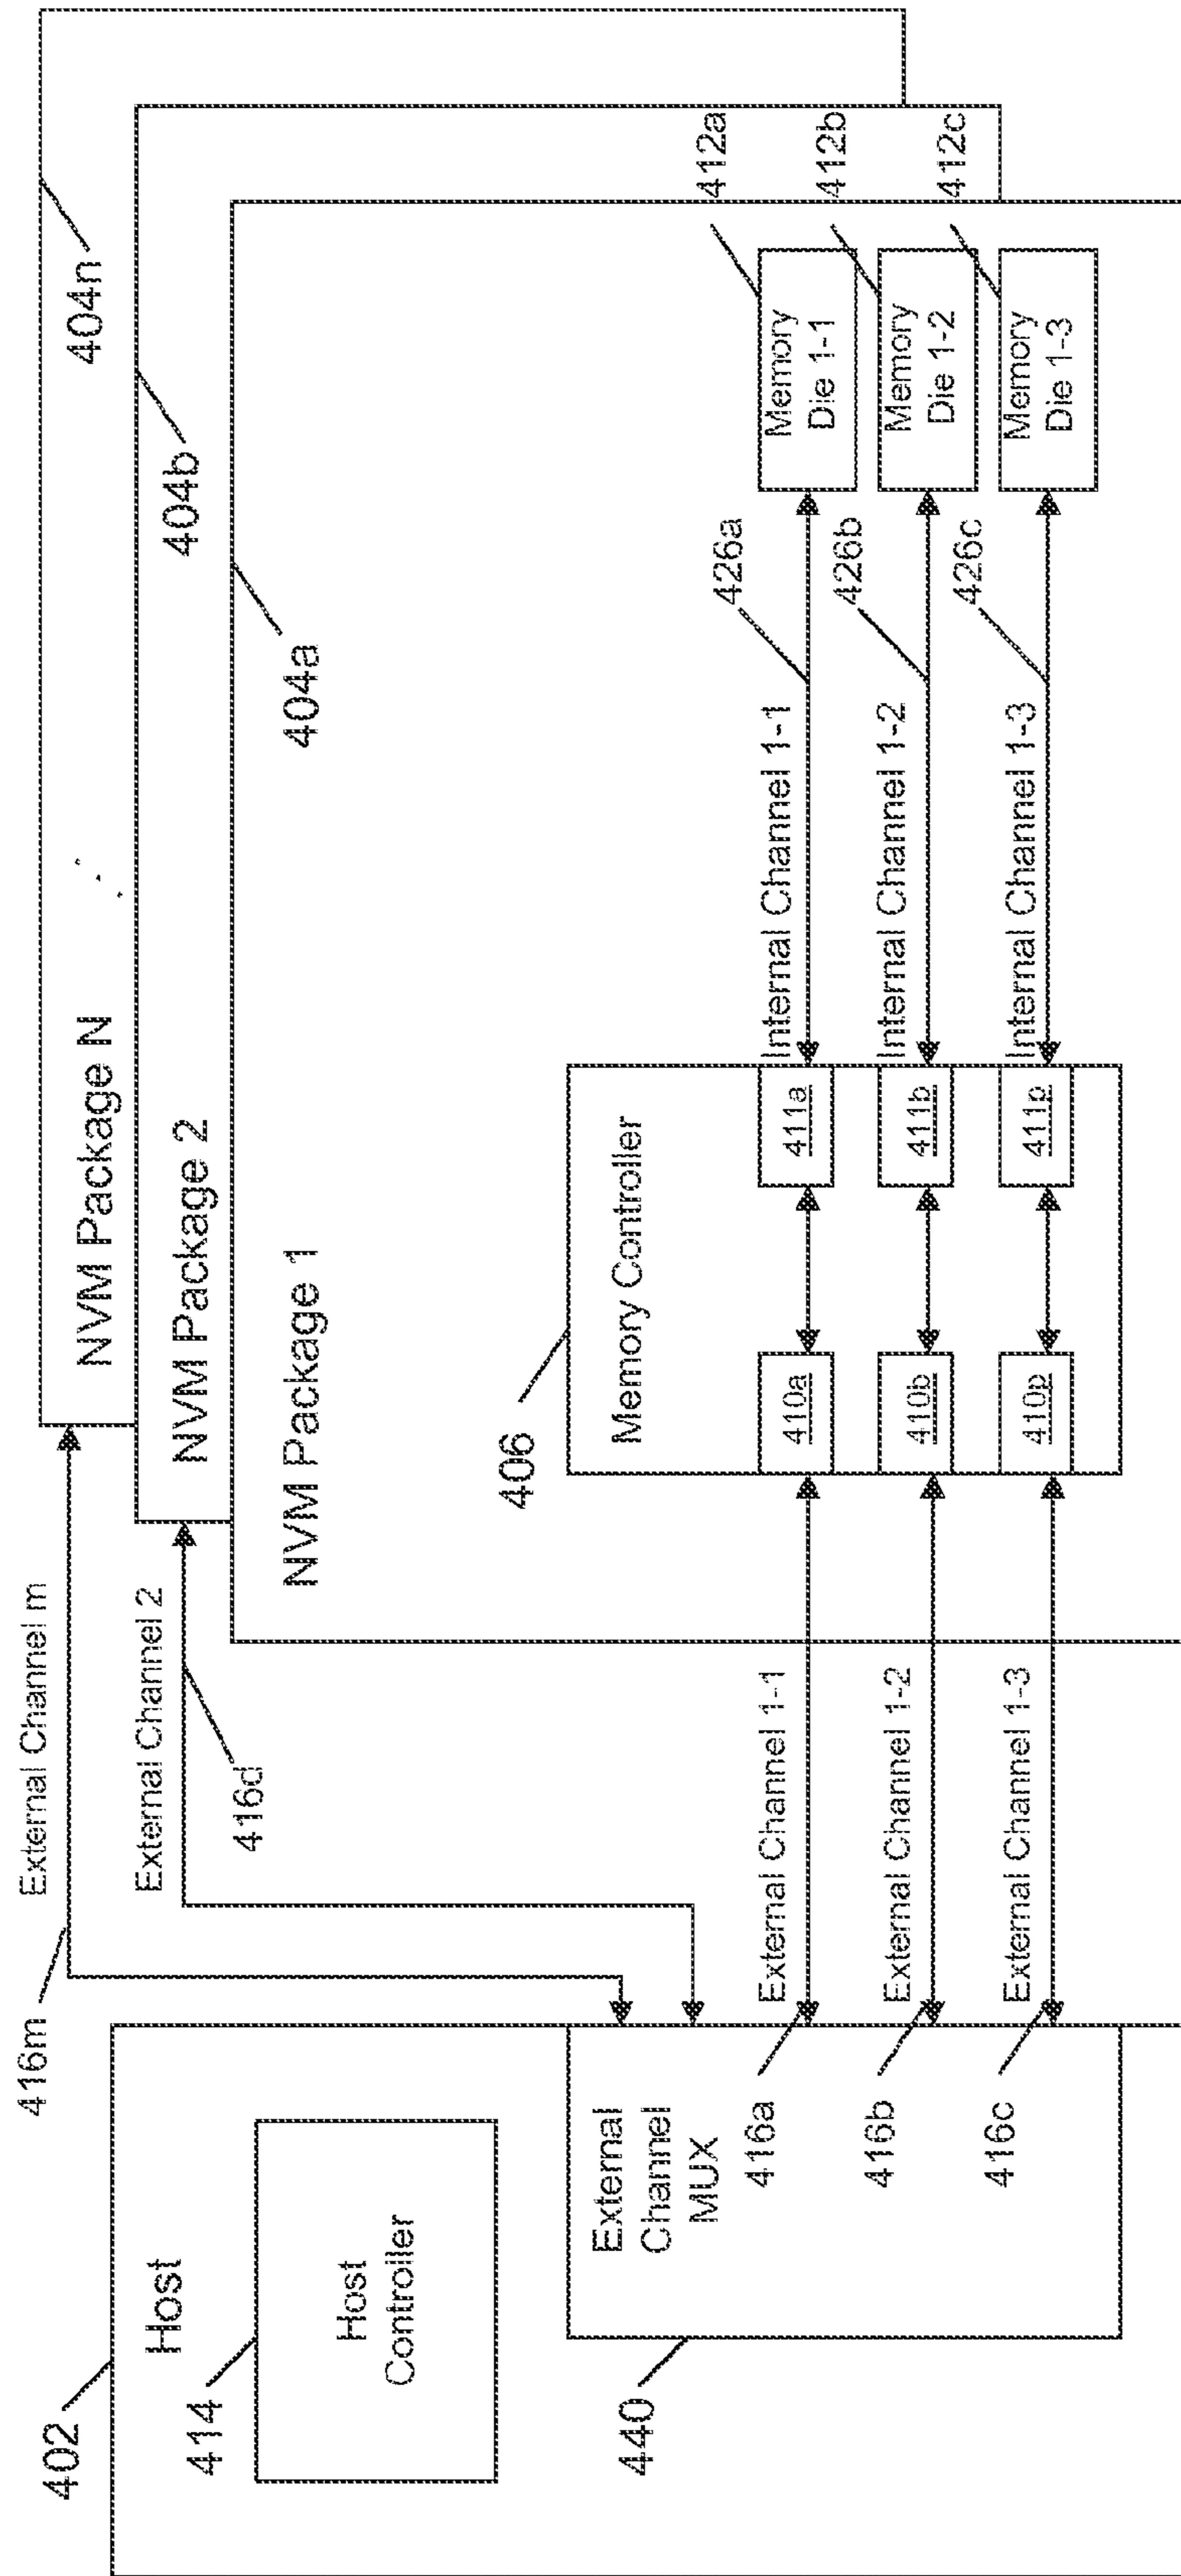 402
Host
414
Host
Controller
440
External
Channel
MUX
416a
416b
416c
416m
External Channel m
External Channel 2
416d
External Channel 1-1
External Channel 1-2
External Channel 1-3
NVM Package N
NVM Package 2
NVM Package 1
404n
404b
404a
406
Memory Controller
410a
410b
410p
411a
411b
411p
Internal Channel 1-1
Internal Channel 1-2
Internal Channel 1-3
426a
426b
426c
Memory
Die 1-1
Memory
Die 1-2
Memory
Die 1-3
412a
412b
412c